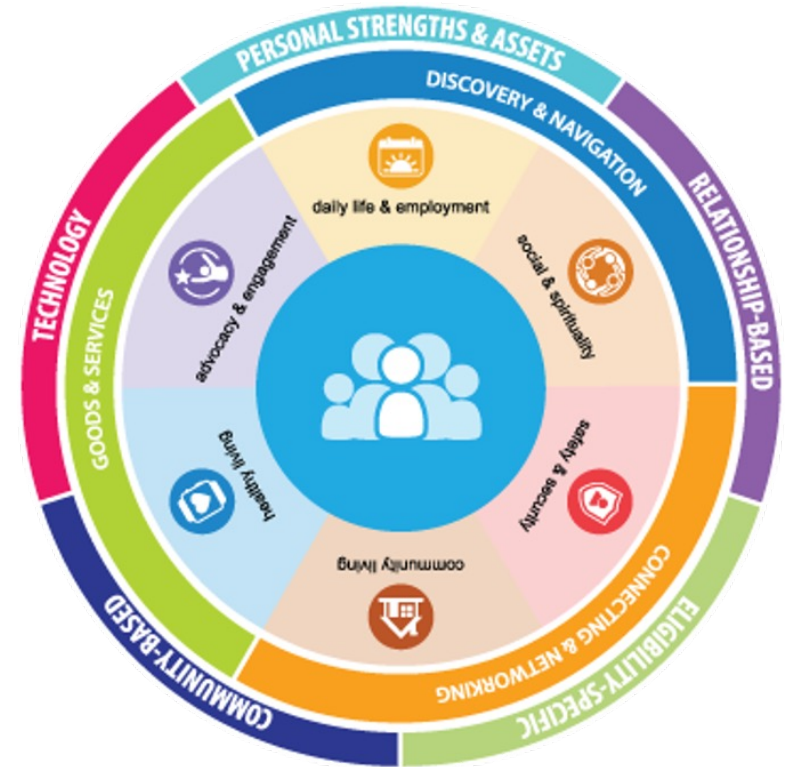 PERSONAL STRENGTHS & ASSETS
RELATIONSHIP-BASED
ELIGIBILITY-SPECIFIC
COMMUNITY-BASED
TECHNOLOGY
DISCOVERY & NAVIGATION
CONNECTING & NETWORKING
GOODS & SERVICES
daily life & employment
social & spirituality
safety & security
community living
healthy living
advocacy & engagement